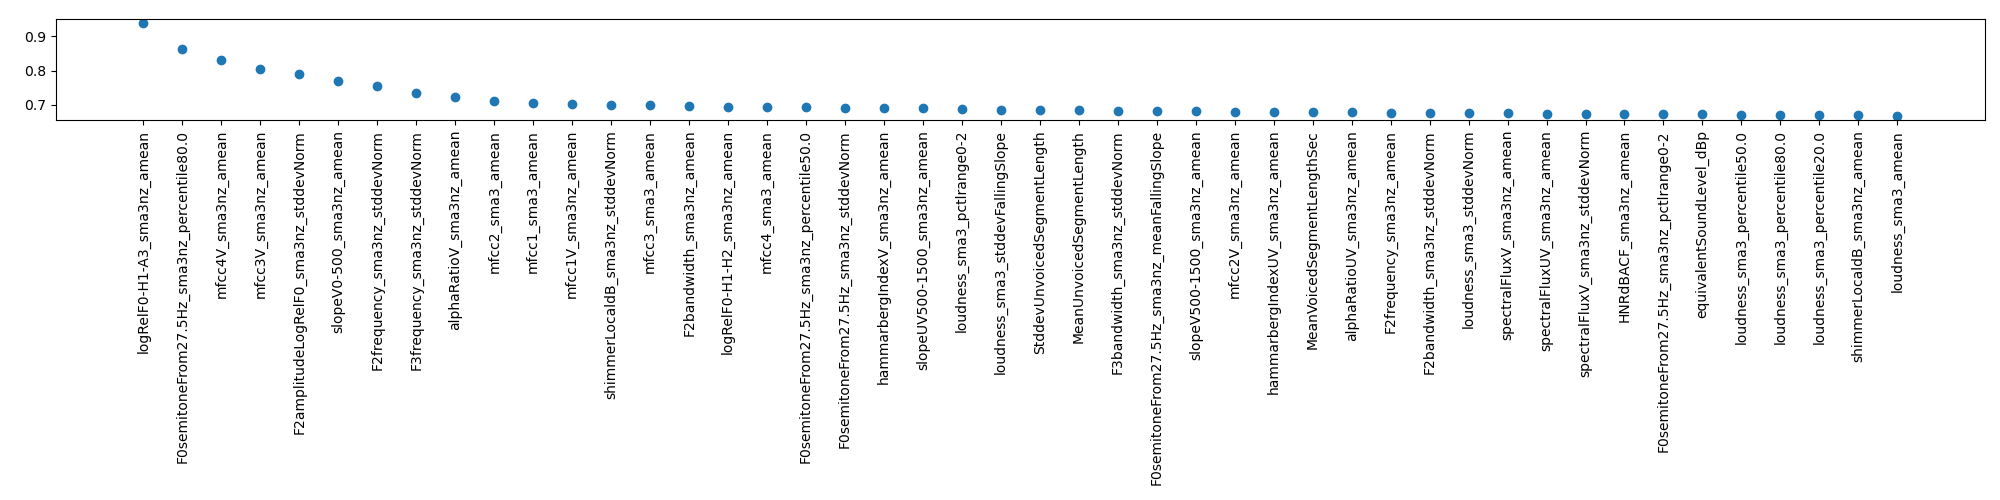 0.9
0.8
0.7
logRelF0-H1-A3_sma3nz_amean
F0semitoneFrom27.5Hz_sma3nz_percentile80.0
mfcc4V_sma3nz_amean
mfcc3V_sma3nz_amean
F2amplitudeLogRelF0_sma3nz_stddevNorm
slopeV0-500_sma3nz_amean
F2frequency_sma3nz_stddevNorm
F3frequency_sma3nz_stddevNorm
alphaRatioV_sma3nz_amean
mfcc2_sma3_amean
mfcc1_sma3_amean
mfcc1V_sma3nz_amean
shimmerLocaldB_sma3nz_stddevNorm
mfcc3_sma3_amean
F2bandwidth_sma3nz_amean
logRelF0-H1-H2_sma3nz_amean
mfcc4_sma3_amean
F0semitoneFrom27.5Hz_sma3nz_percentile50.0
F0semitoneFrom27.5Hz_sma3nz_stddevNorm
hammarbergIndexV_sma3nz_amean
slopeUV500-1500_sma3nz_amean
loudness_sma3_pctlrange0-2
loudness_sma3_stddevFallingSlope
StddevUnvoicedSegmentLength
MeanUnvoicedSegmentLength
F3bandwidth_sma3nz_stddevNorm
F0semitoneFrom27.5Hz_sma3nz_meanFallingSlope
slopeV500-1500_sma3nz_amean
mfcc2V_sma3nz_amean
hammarbergIndexUV_sma3nz_amean
MeanVoicedSegmentLengthSec
alphaRatioUV_sma3nz_amean
F2frequency_sma3nz_amean
F2bandwidth_sma3nz_stddevNorm
loudness_sma3_stddevNorm
spectralFluxV_sma3nz_amean
spectralFluxUV_sma3nz_amean
spectralFluxV_sma3nz_stddevNorm
HNRdBACF_sma3nz_amean
F0semitoneFrom27.5Hz_sma3nz_pctlrange0-2
equivalentSoundLevel_dBp
loudness_sma3_percentile50.0
loudness_sma3_percentile80.0
loudness_sma3_percentile20.0
shimmerLocaldB_sma3nz_amean
loudness_sma3_amean